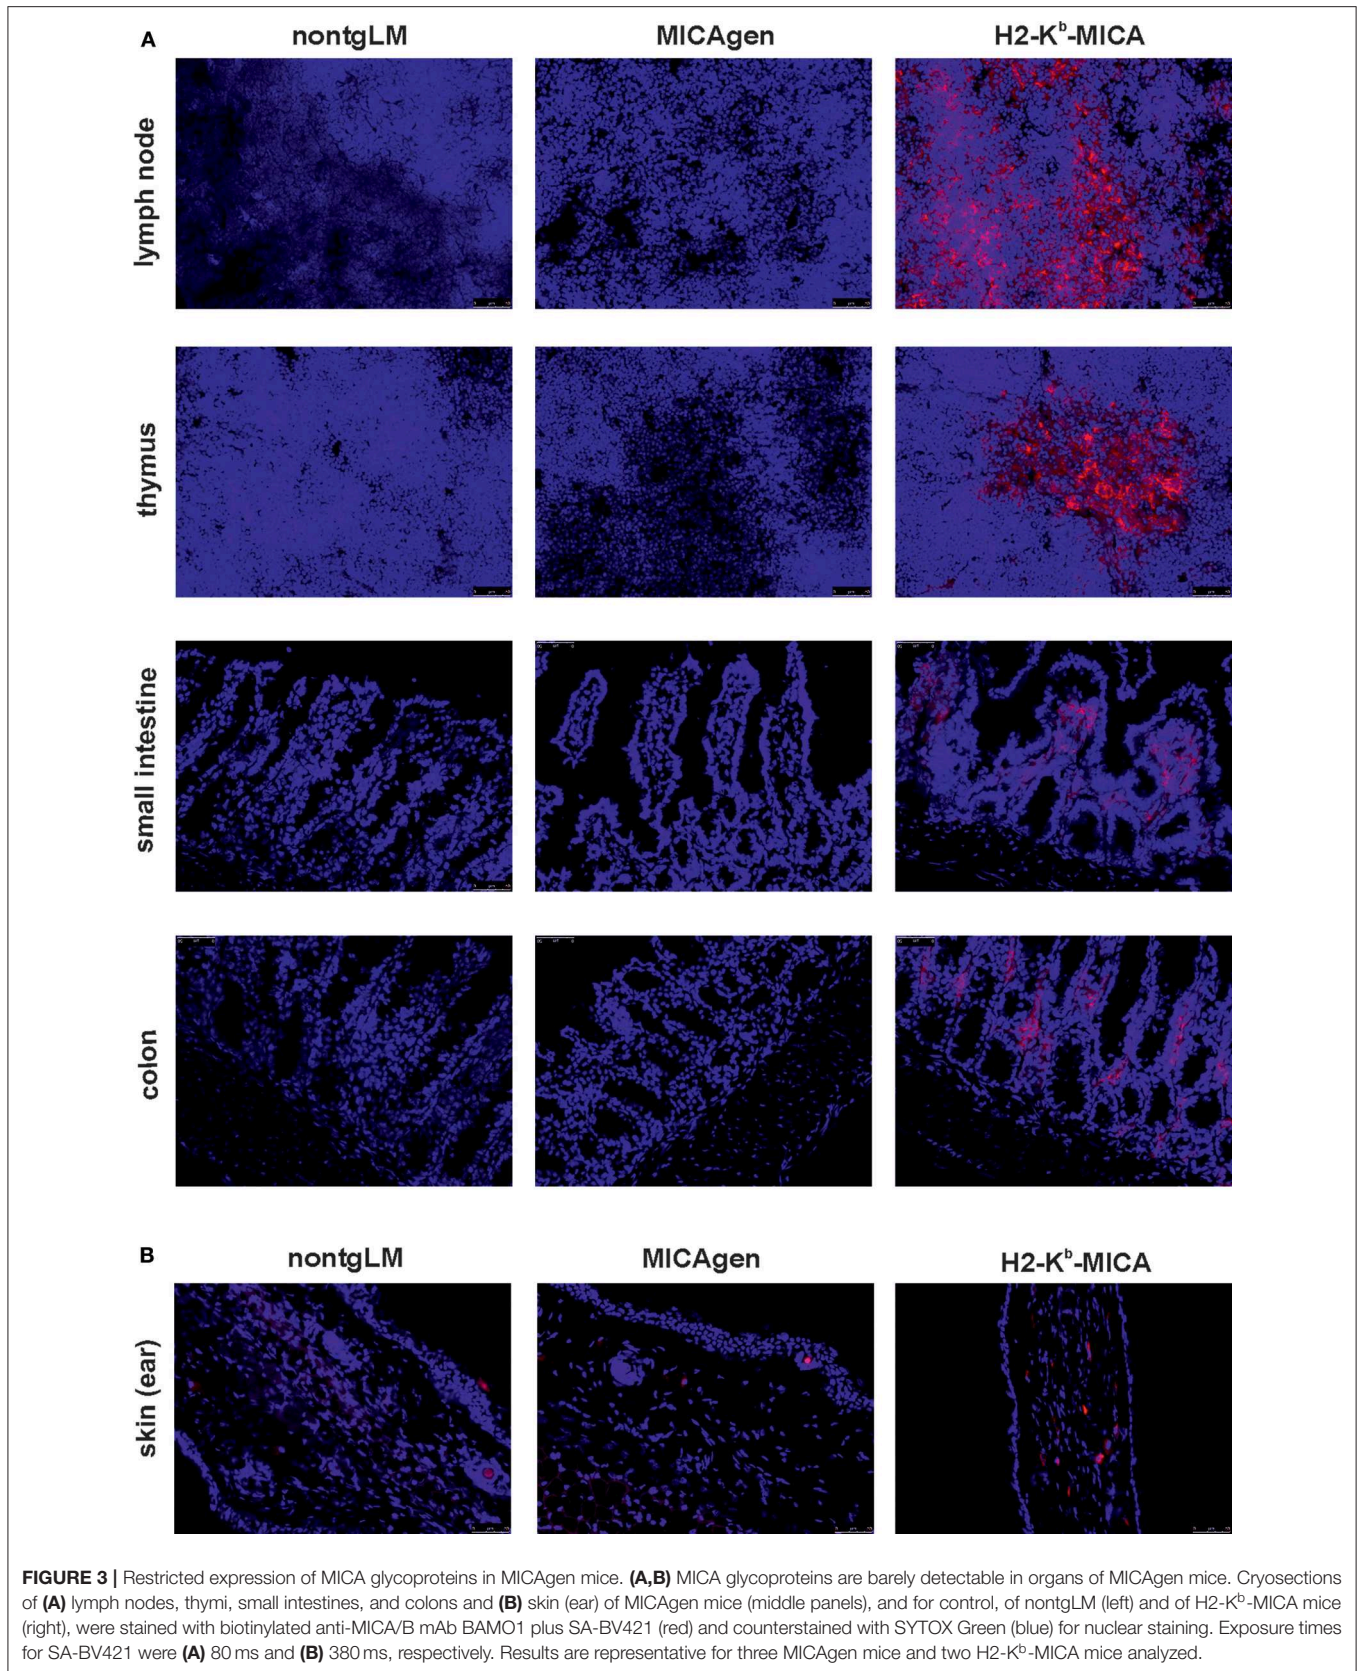 A
nontgLM
MICAgen
H2-Kᵇ-MICA
lymph node
thymus
small intestine
colon
B
nontgLM
MICAgen
H2-Kᵇ-MICA
skin (ear)
FIGURE 3 | Restricted expression of MICA glycoproteins in MICAgen mice. (A,B) MICA glycoproteins are barely detectable in organs of MICAgen mice. Cryosections
of (A) lymph nodes, thymi, small intestines, and colons and (B) skin (ear) of MICAgen mice (middle panels), and for control, of nontgLM (left) and of H2-Kᵇ-MICA mice
(right), were stained with biotinylated anti-MICA/B mAb BAMO1 plus SA-BV421 (red) and counterstained with SYTOX Green (blue) for nuclear staining. Exposure times
for SA-BV421 were (A) 80 ms and (B) 380 ms, respectively. Results are representative for three MICAgen mice and two H2-Kᵇ-MICA mice analyzed.